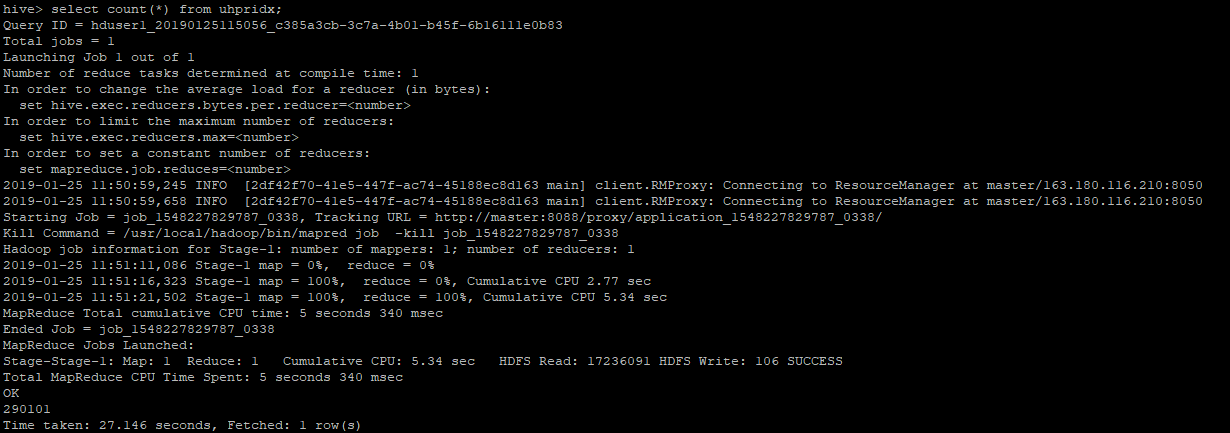 hive> select count(*) from uhpridx;
Query ID = hduser1_20190125115056_c385a3cb-3c7a-4b01-b45f-6b16111e0b83
Total jobs = 1
Launching Job 1 out of 1
Number of reduce tasks determined at compile time: 1
In order to change the average load for a reducer (in bytes):
  set hive.exec.reducers.bytes.per.reducer=<number>
In order to limit the maximum number of reducers:
  set hive.exec.reducers.max=<number>
In order to set a constant number of reducers:
  set mapreduce.job.reduces=<number>
2019-01-25 11:50:59,245 INFO  [2df42f70-41e5-447f-ac74-45188ec8d163 main] client.RMProxy: Connecting to ResourceManager at master/163.180.116.210:8050
2019-01-25 11:50:59,658 INFO  [2df42f70-41e5-447f-ac74-45188ec8d163 main] client.RMProxy: Connecting to ResourceManager at master/163.180.116.210:8050
Starting Job = job_1548227829787_0338, Tracking URL = http://master:8088/proxy/application_1548227829787_0338/
Kill Command = /usr/local/hadoop/bin/mapred job  -kill job_1548227829787_0338
Hadoop job information for Stage-1: number of mappers: 1; number of reducers: 1
2019-01-25 11:51:11,086 Stage-1 map = 0%,  reduce = 0%
2019-01-25 11:51:16,323 Stage-1 map = 100%,  reduce = 0%, Cumulative CPU 2.77 sec
2019-01-25 11:51:21,502 Stage-1 map = 100%,  reduce = 100%, Cumulative CPU 5.34 sec
MapReduce Total cumulative CPU time: 5 seconds 340 msec
Ended Job = job_1548227829787_0338
MapReduce Jobs Launched:
Stage-Stage-1: Map: 1  Reduce: 1   Cumulative CPU: 5.34 sec   HDFS Read: 17236091 HDFS Write: 106 SUCCESS
Total MapReduce CPU Time Spent: 5 seconds 340 msec
OK
290101
Time taken: 27.146 seconds, Fetched: 1 row(s)